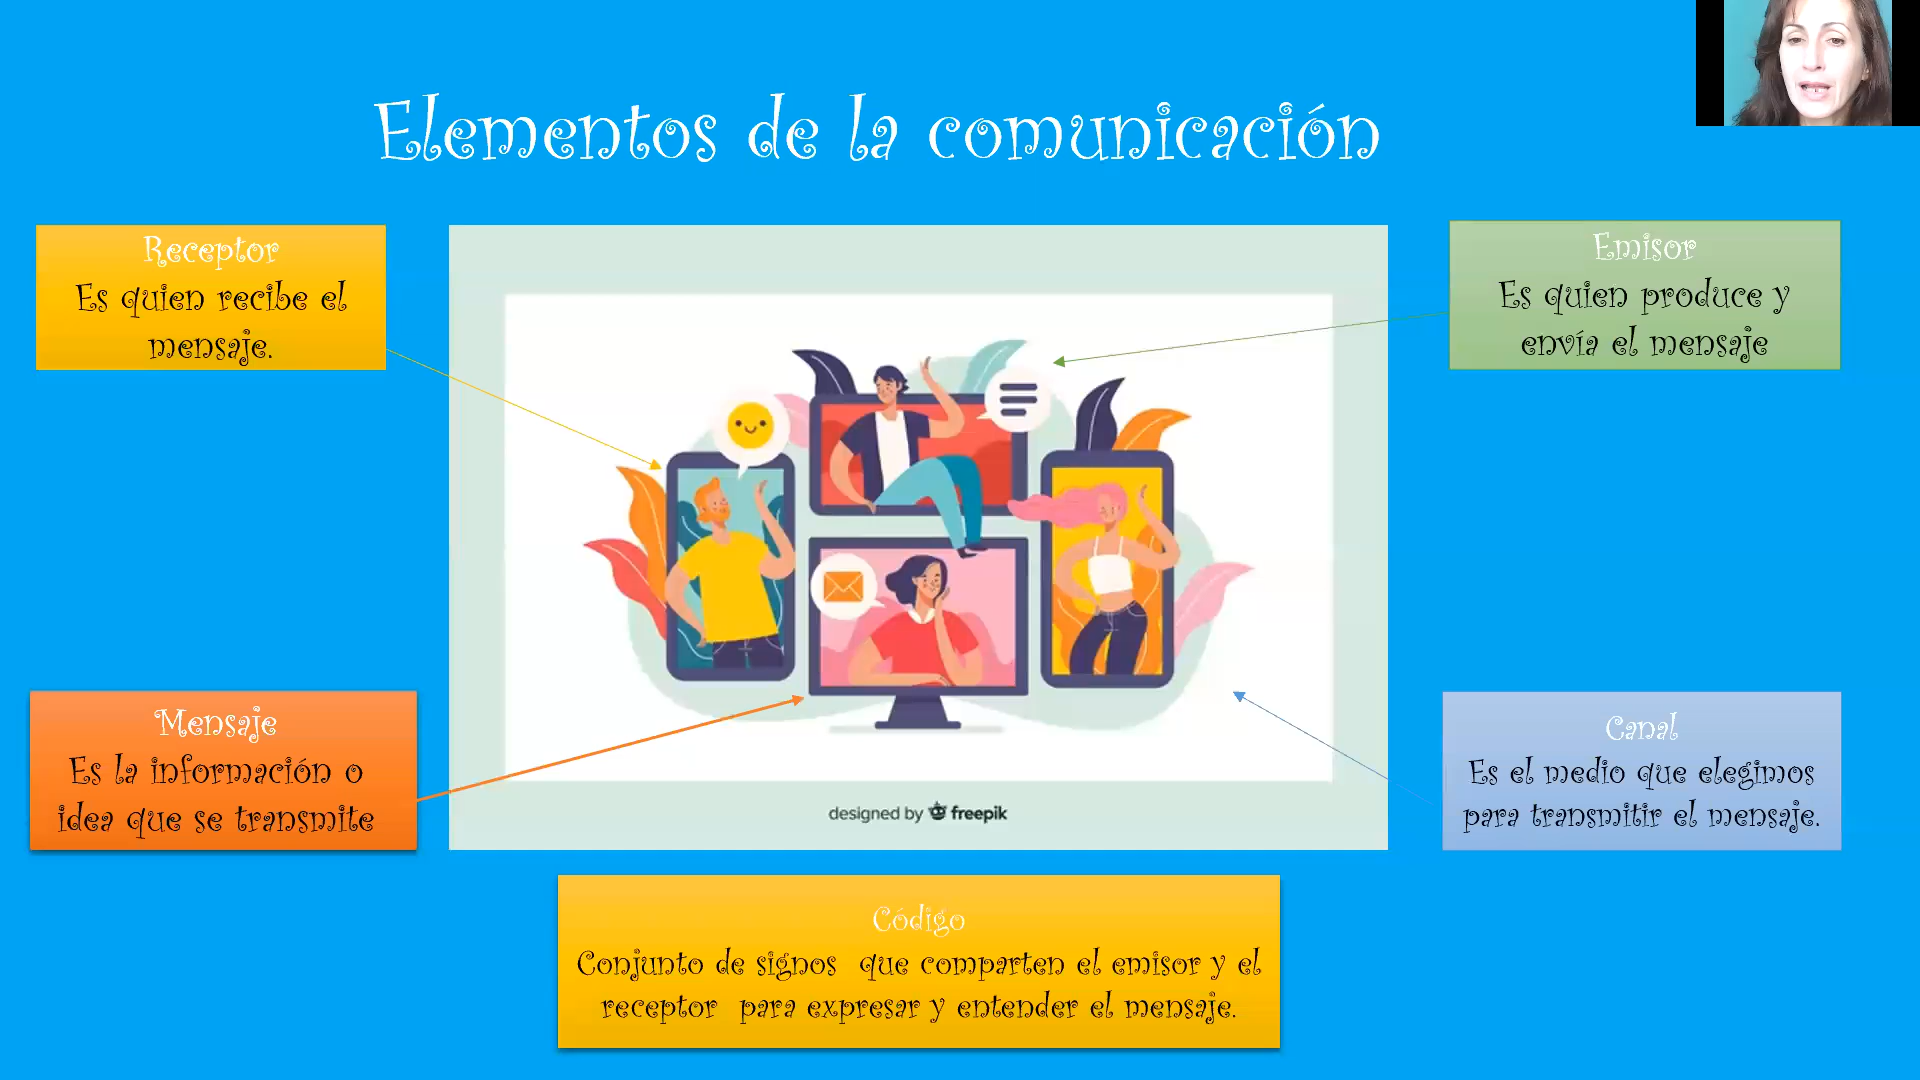 Elementos de la comunicación
Receptor
Es quien recibe el
mensaje.
Emisor
Es quien produce y
envía el mensaje
Mensaje
Es la información o
idea que se transmite
Canal
Es el medio que elegimos
para transmitir el mensaje.
designed by freepik
Código
Conjunto de signos que comparten el emisor y el
receptor para expresar y entender el mensaje.